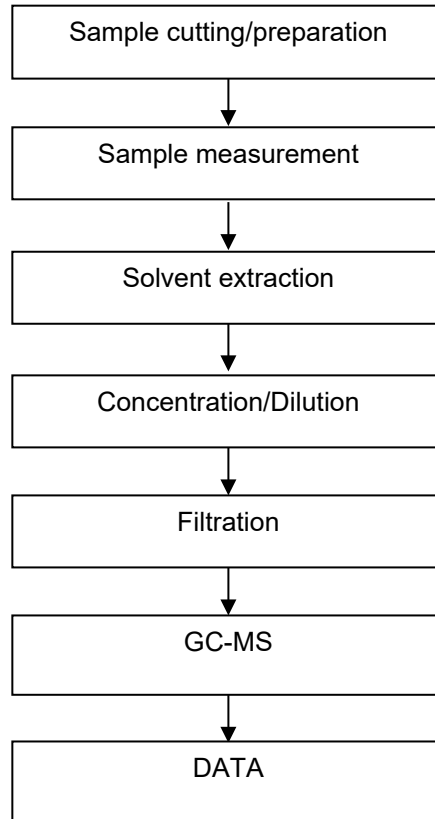 Sample cutting/preparation
Sample measurement
Solvent extraction
Concentration/Dilution
Filtration
GC-MS
DATA